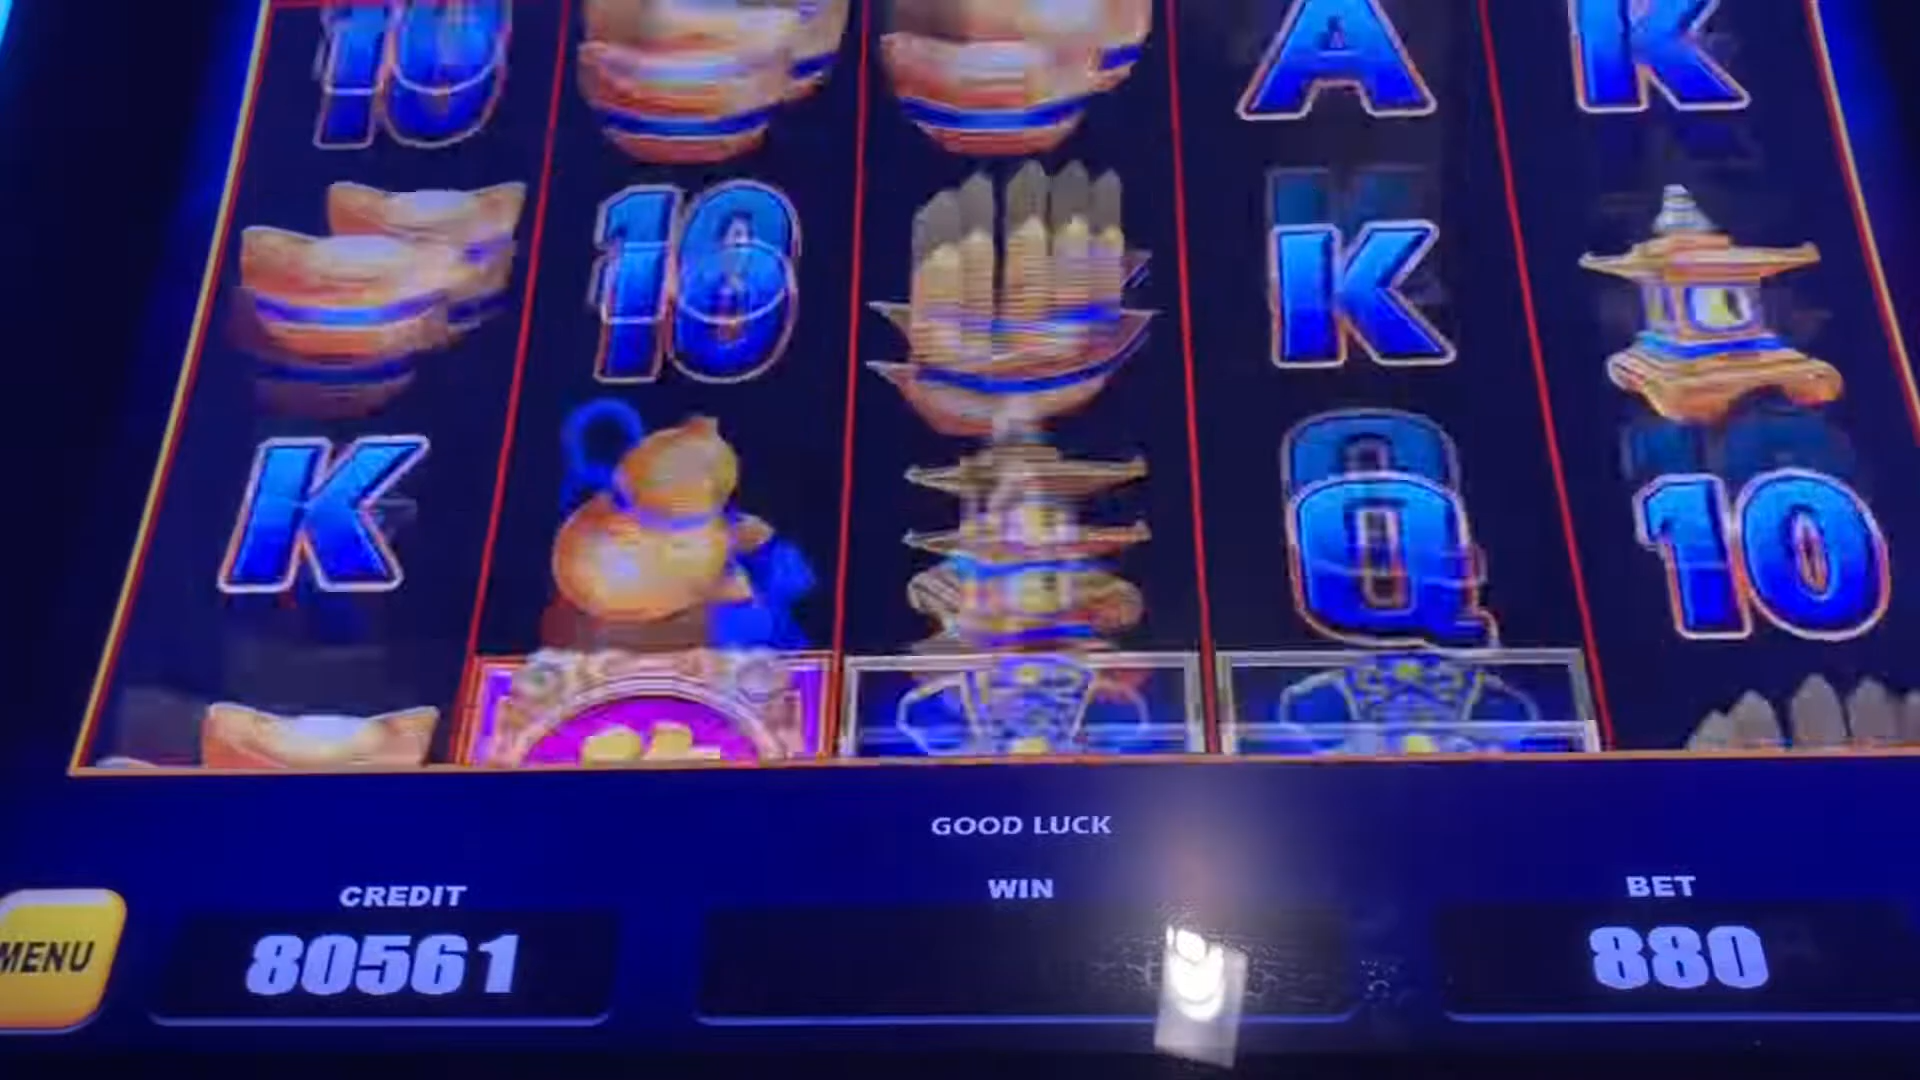 10 A K
10 K
K Q 10
GOOD LUCK
CREDIT WIN BET
MENU 80561 880